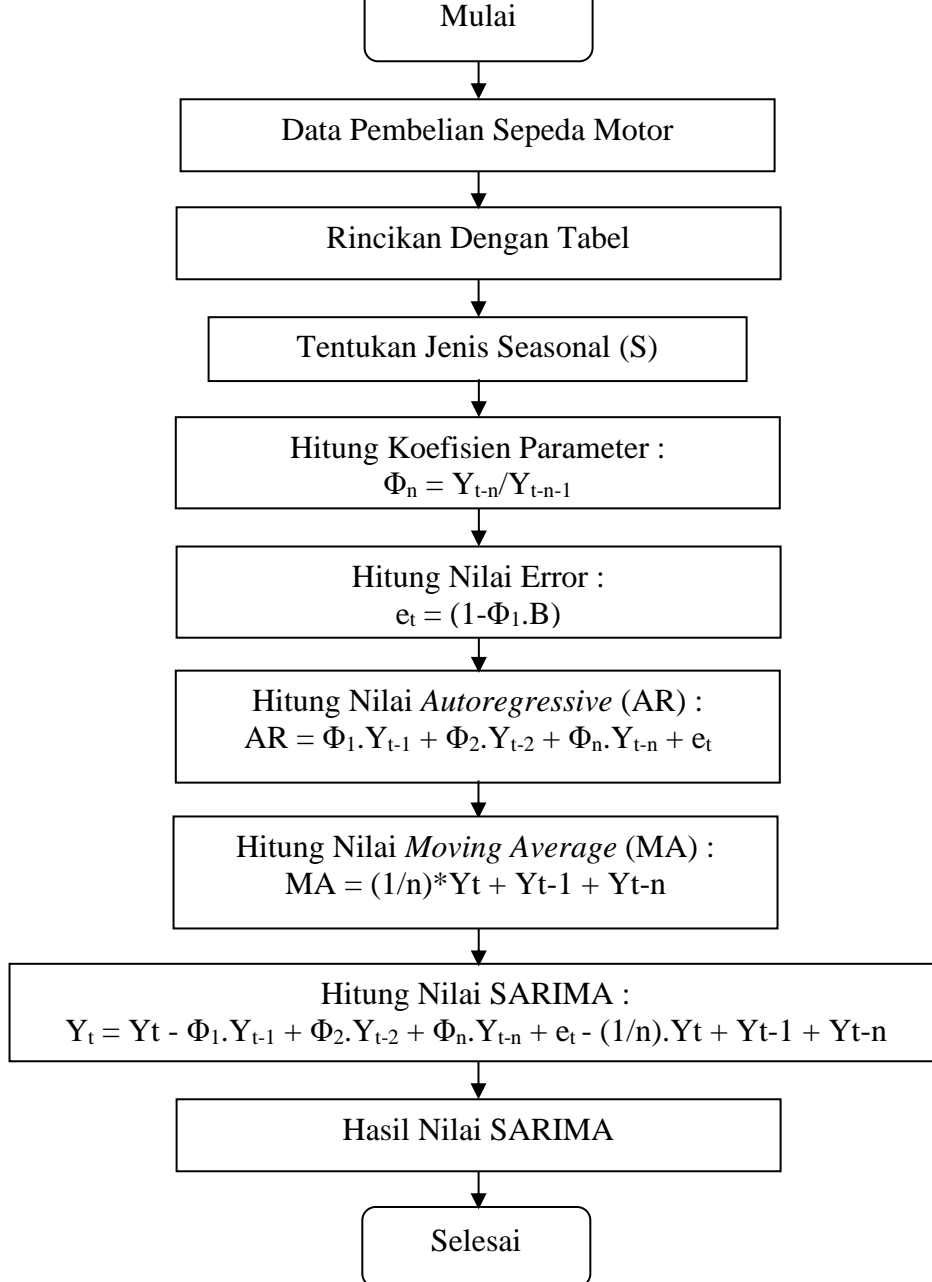 Mulai
Data Pembelian Sepeda Motor
Rincikan Dengan Tabel
Tentukan Jenis Seasonal (S)
Hitung Koefisien Parameter :
Φₙ = Yₜ₋ₙ/Yₜ₋ₙ₋₁
Hitung Nilai Error :
eₜ = (1-Φ₁.B)
Hitung Nilai Autoregressive (AR) :
AR = Φ₁.Yₜ₋₁ + Φ₂.Yₜ₋₂ + Φₙ.Yₜ₋ₙ + eₜ
Hitung Nilai Moving Average (MA) :
MA = (1/n)*Yt + Yt-1 + Yt-n
Hitung Nilai SARIMA :
Yₜ = Yt - Φ₁.Yₜ₋₁ + Φ₂.Yₜ₋₂ + Φₙ.Yₜ₋ₙ + eₜ - (1/n).Yt + Yt-1 + Yt-n
Hasil Nilai SARIMA
Selesai